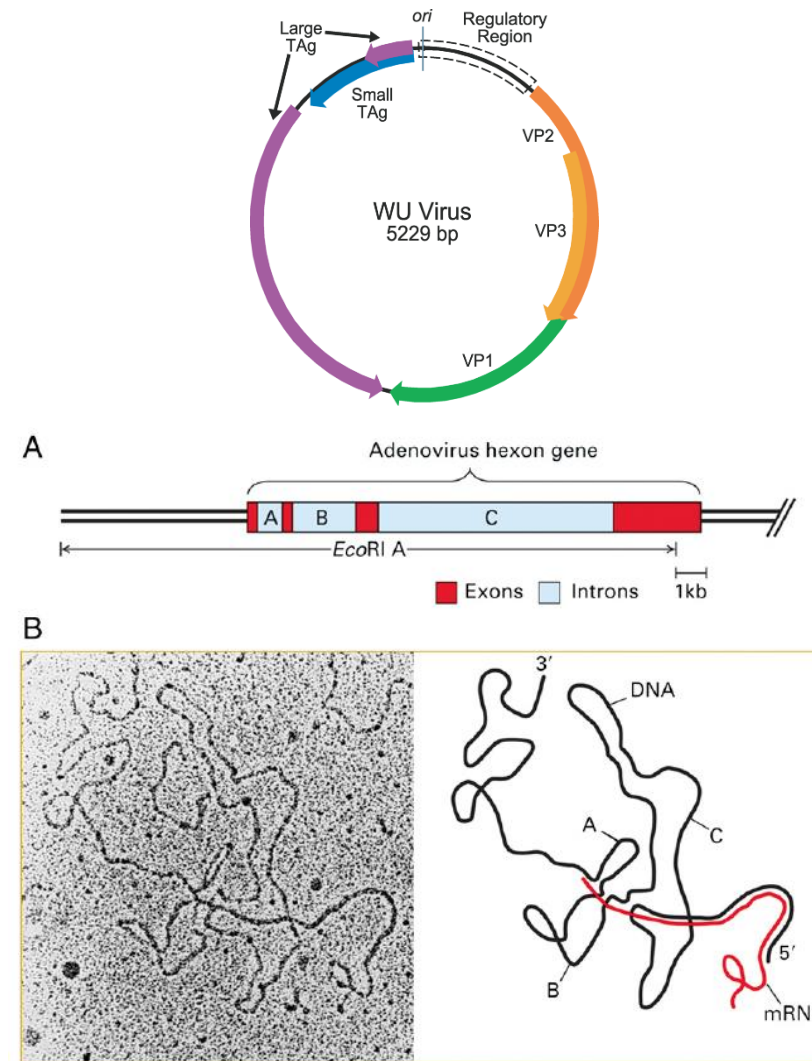 ori
Regulatory
Region
Large
TAg
Small
TAg
VP2
WU Virus
5229 bp
VP3
VP1
A
Adenovirus hexon gene
A
B
C
EcoRI A
Exons
Introns
1kb
B
3′
DNA
A
C
B
5′
mRN